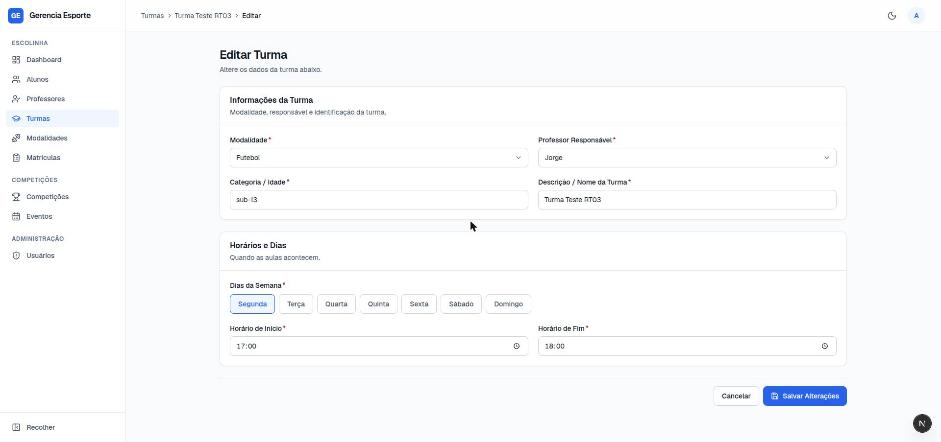 GE Gerencia Esporte
Turmas > Turma Teste RT03 > Editar
A
ESCOLINHA
Dashboard
Alunos
Professores
Turmas
Modalidades
Matrículas
COMPETIÇÕES
Competições
Eventos
ADMINISTRAÇÃO
Usuários
Recolher
Editar Turma
Altere os dados da turma abaixo.
Informações da Turma
Modalidade, responsável e identificação da turma.
Modalidade*
Professor Responsável*
Futebol
Jorge
Categoria / Idade*
Descrição / Nome da Turma*
sub-13
Turma Teste RT03
Horários e Dias
Quando as aulas acontecem.
Dias da Semana*
Segunda Terça Quarta Quinta Sexta Sábado Domingo
Horário de Início*
Horário de Fim*
17:00
18:00
Cancelar
Salvar Alterações
N